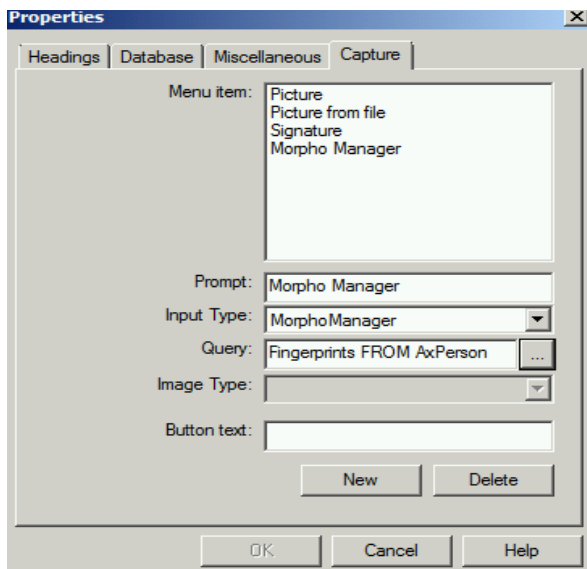 Properties
Headings Database Miscellaneous Capture
Menu item:
Picture
Picture from file
Signature
Morpho Manager
Prompt: Morpho Manager
Input Type: MorphoManager
Query: Fingerprints FROM AxPerson ...
Image Type:
Button text:
New Delete
OK Cancel Help